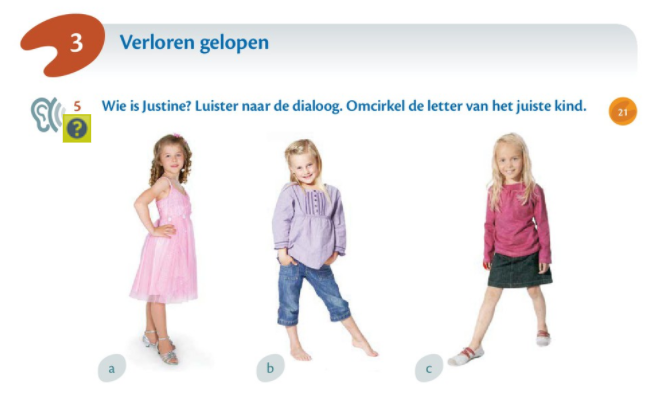 3 Verloren gelopen
5 Wie is Justine? Luister naar de dialoog. Omcirkel de letter van het juiste kind. 21
?
a b c